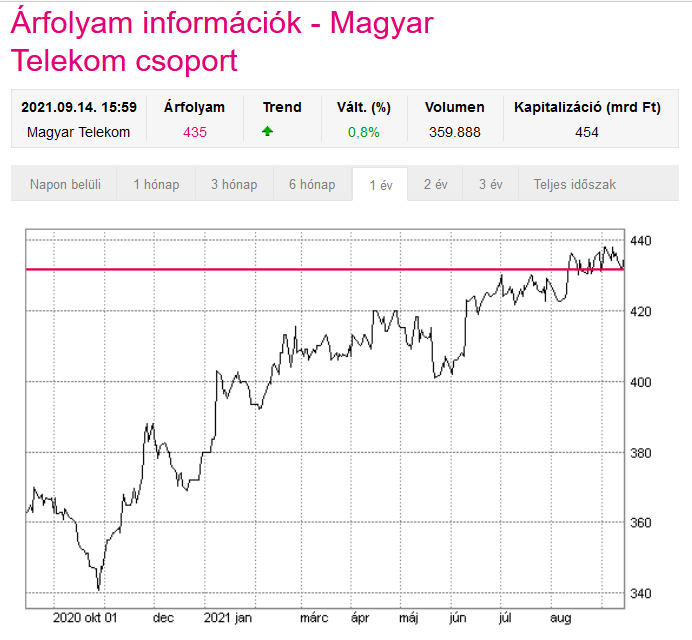 Árfolyam információk - Magyar
Telekom csoport
2021.09.14. 15:59 Árfolyam Trend Vált. (%) Volumen Kapitalizáció (mrd Ft)
Magyar Telekom 435 0,8% 359.888 454
Napon belüli 1 hónap 3 hónap 6 hónap 1 év 2 év 3 év Teljes időszak
440
420
400
380
360
340
2020 okt 01 dec 2021 jan márc ápr máj jún júl aug